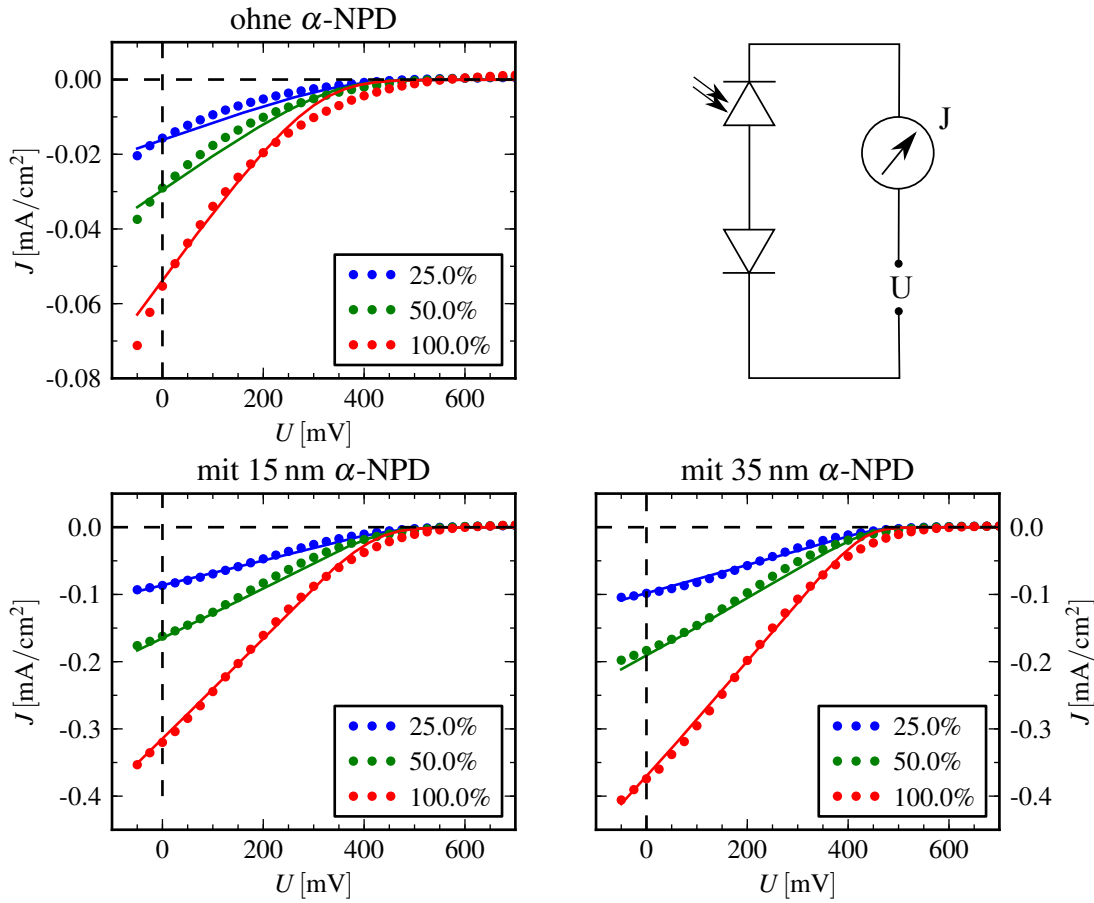 ohne α-NPD
0.00
-0.02
-0.04
-0.06
-0.08
J [mA/cm²]
25.0%
50.0%
100.0%
0 200 400 600
U [mV]
J
U
mit 15 nm α-NPD
0.0
-0.1
-0.2
-0.3
-0.4
J [mA/cm²]
25.0%
50.0%
100.0%
0 200 400 600
U [mV]
mit 35 nm α-NPD
0.0
-0.1
-0.2
-0.3
-0.4
J [mA/cm²]
25.0%
50.0%
100.0%
0 200 400 600
U [mV]